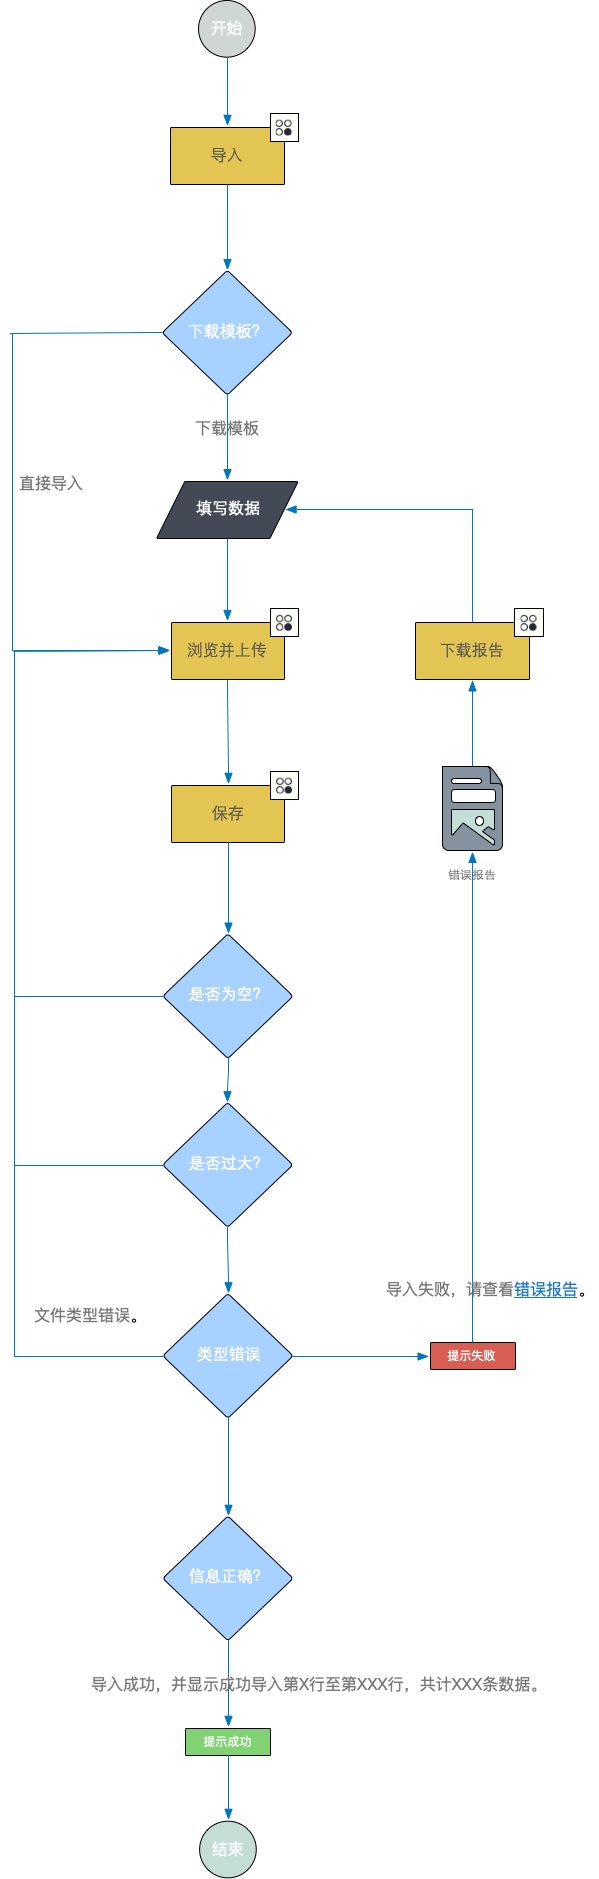 开始
导入
下载模板?
下载模板
直接导入
填写数据
浏览并上传
下载报告
保存
错误报告
是否为空?
是否过大?
导入失败，请查看错误报告。
文件类型错误。
类型错误
提示失败
信息正确?
导入成功，并显示成功导入第X行至第XXX行，共计XXX条数据。
提示成功
结束